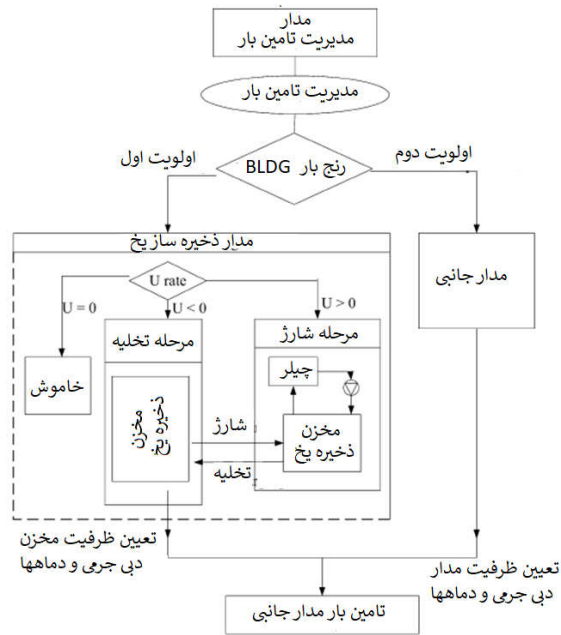 مدار
مدیریت تامین بار
مدیریت تامین بار
رنج بار BLDG
اولویت اول
اولویت دوم
مدار ذخیره ساز یخ
مدار جانبی
U rate
U = 0
U < 0
U > 0
خاموش
مرحله تخلیه
مرحله شارژ
چیلر
مخزن
ذخیره یخ
مخزن
ذخیره یخ
شارژ
تخلیه
تعیین ظرفیت مخزن
دبی جرمی و دماهها
تعیین ظرفیت مدار
دبی جرمی و دماهها
تامین بار مدار جانبی